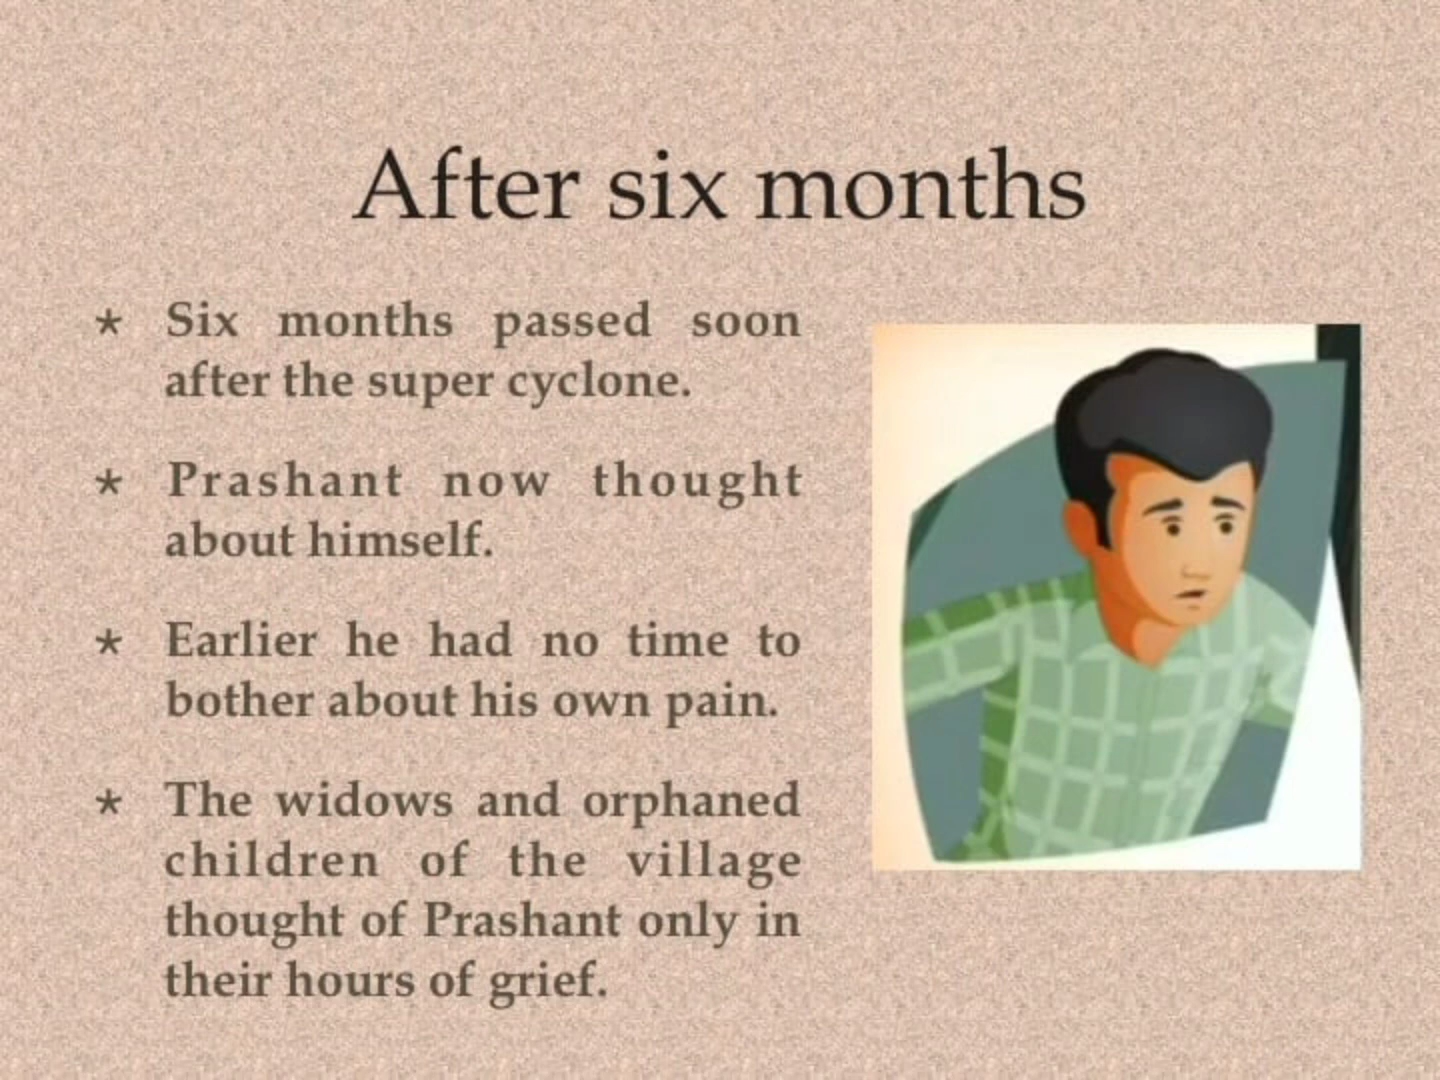 After six months
* Six months passed soon
after the super cyclone.
* Prashant now thought
about himself.
* Earlier he had no time to
bother about his own pain.
* The widows and orphaned
children of the village
thought of Prashant only in
their hours of grief.